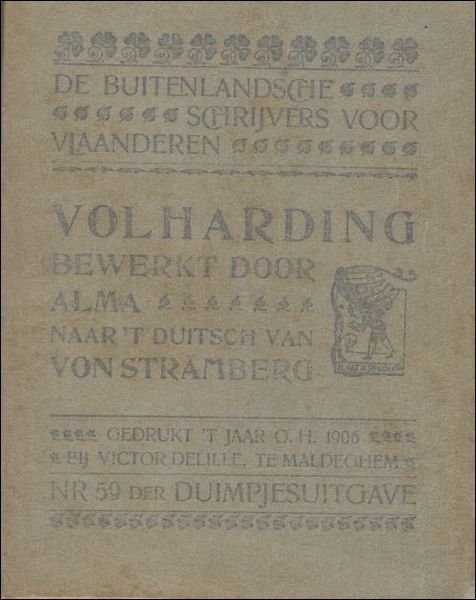 DE BUITENLANDSCHE
SCHRIJVERS VOOR
VLAANDEREN
VOLHARDING
BEWERKT DOOR
ALMA
NAAR 'T DUITSCH VAN
VON STRAMBERG
GEDRUKT 'T JAAR O. H. 1906
BIJ VICTOR DELILLE, TE MALDEGHEM
NR 59 DER DUIMPJESUITGAVE